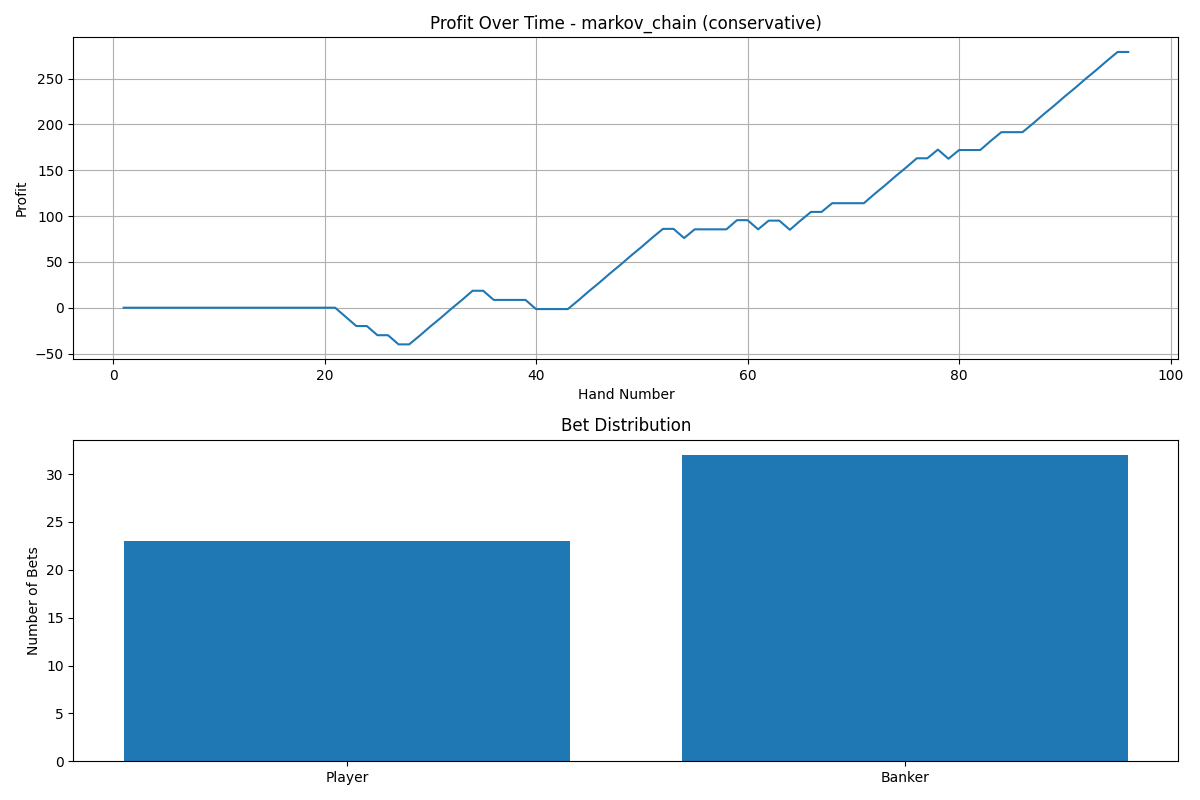 Profit Over Time - markov_chain (conservative)
Profit
250
200
150
100
50
0
−50
0 20 40 60 80 100
Hand Number
Bet Distribution
Number of Bets
30
25
20
15
10
5
0
Player Banker